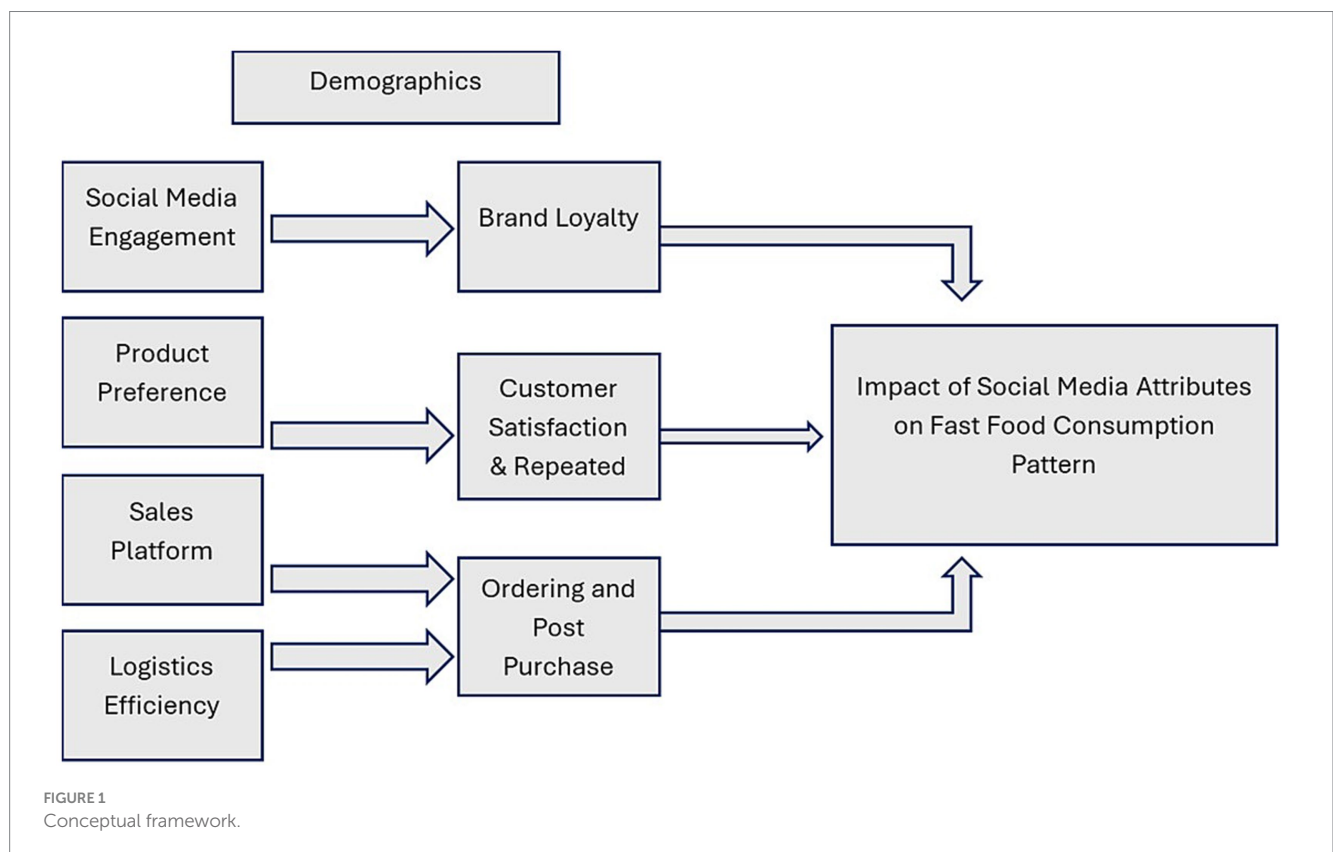 Demographics
Social Media
Engagement
Brand Loyalty
Product
Preference
Customer
Satisfaction
& Repeated
Impact of Social Media Attributes
on Fast Food Consumption
Pattern
Sales
Platform
Ordering and
Post
Purchase
Logistics
Efficiency
FIGURE 1
Conceptual framework.